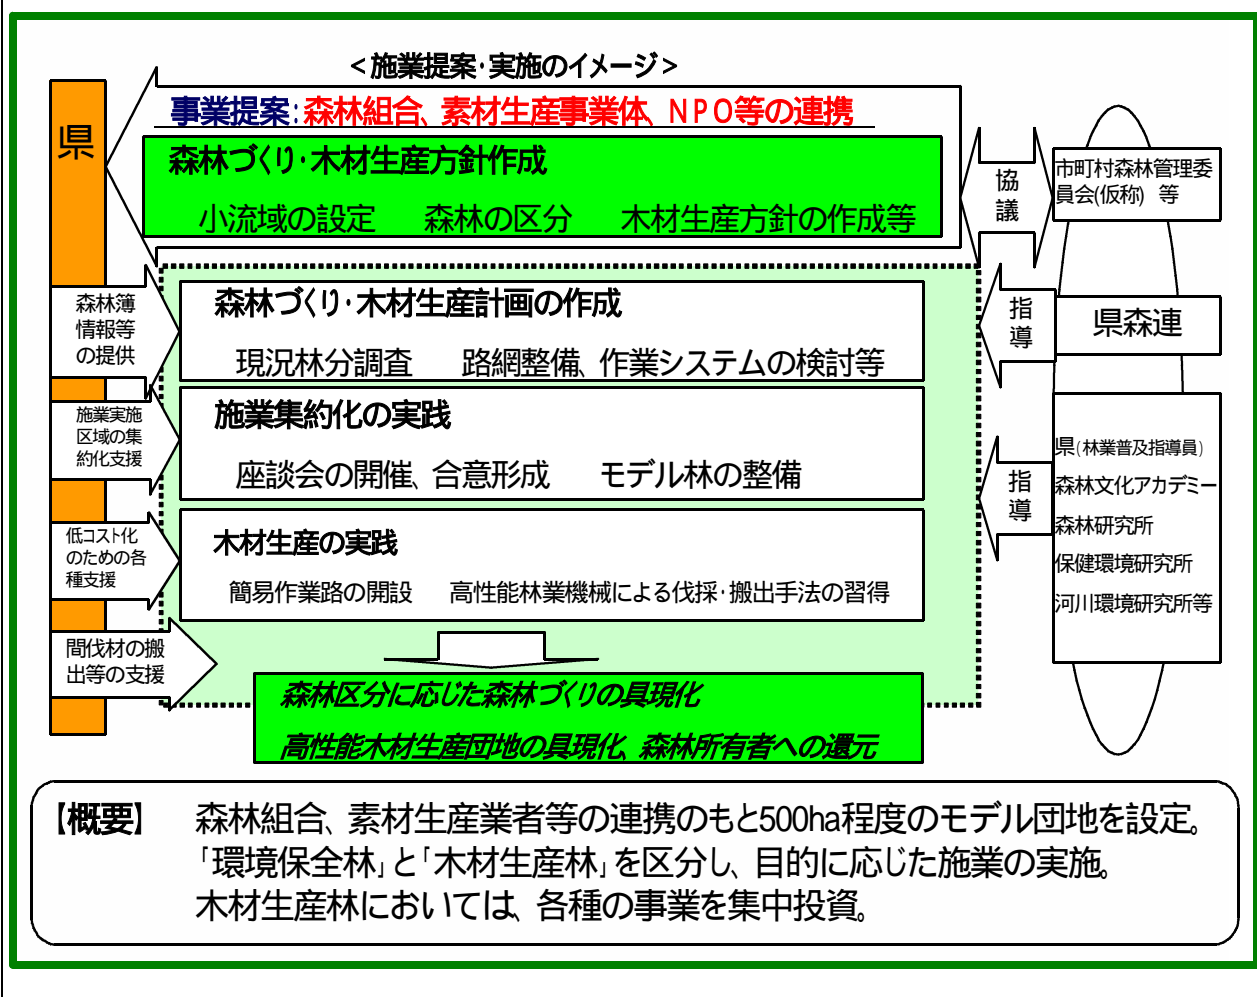 ＜施業提案・実施のイメージ＞
県
事業提案：森林組合、素材生産事業体、ＮＰＯ等の連携
森林づくり・木材生産方針作成
小流域の設定　森林の区分　木材生産方針の作成等
協議
市町村森林管理委
員会(仮称)　等
森林簿
情報等
の提供
森林づくり・木材生産計画の作成
現況林分調査　路網整備、作業システムの検討等
指導
県森連
施業実施
区域の集
約化支援
施業集約化の実践
座談会の開催、合意形成　モデル林の整備
指導
県（林業普及指導員）
森林文化アカデミー
森林研究所
保健環境研究所
河川環境研究所等
低コスト化
のための各
種支援
木材生産の実践
簡易作業路の開設　高性能林業機械による伐採・搬出手法の習得
間伐材の搬
出等の支援
森林区分に応じた森林づくりの具現化
高性能木材生産団地の具現化、森林所有者への還元
【概要】　森林組合、素材生産業者等の連携のもと500ha程度のモデル団地を設定。
「環境保全林」と「木材生産林」を区分し、目的に応じた施業の実施。
木材生産林においては、各種の事業を集中投資。